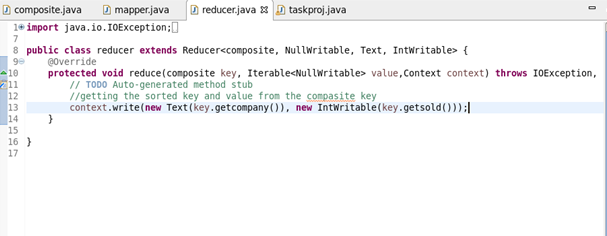 composite.java mapper.java reducer.java taskproj.java
1 import java.io.IOException;
7
8 public class reducer extends Reducer<composite, NullWritable, Text, IntWritable> {
9 @Override
10 protected void reduce(composite key, Iterable<NullWritable> value,Context context) throws IOException,
11 // TODO Auto-generated method stub
12 //getting the sorted key and value from the compasite key
13 context.write(new Text(key.getcompany()), new IntWritable(key.getsold()));
14 }
15
16 }
17